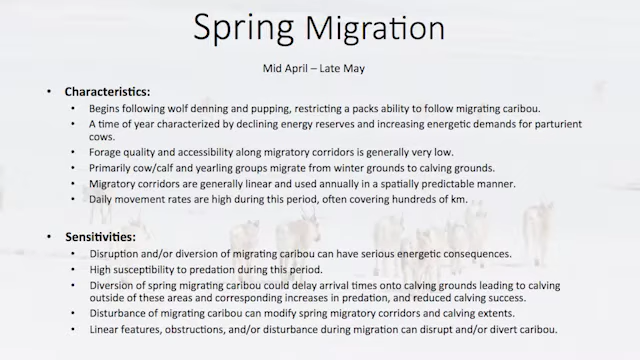 Spring Migration
Mid April – Late May
• Characteristics:
• Begins following wolf denning and pupping, restricting a packs ability to follow migrating caribou.
• A time of year characterized by declining energy reserves and increasing energetic demands for parturient
cows.
• Forage quality and accessibility along migratory corridors is generally very low.
• Primarily cow/calf and yearling groups migrate from winter grounds to calving grounds.
• Migratory corridors are generally linear and used annually in a spatially predictable manner.
• Daily movement rates are high during this period, often covering hundreds of km.
• Sensitivities:
• Disruption and/or diversion of migrating caribou can have serious energetic consequences.
• High susceptibility to predation during this period.
• Diversion of spring migrating caribou could delay arrival times onto calving grounds leading to calving
outside of these areas and corresponding increases in predation, and reduced calving success.
• Disturbance of migrating caribou can modify spring migratory corridors and calving extents.
• Linear features, obstructions, and/or disturbance during migration can disrupt and/or divert caribou.